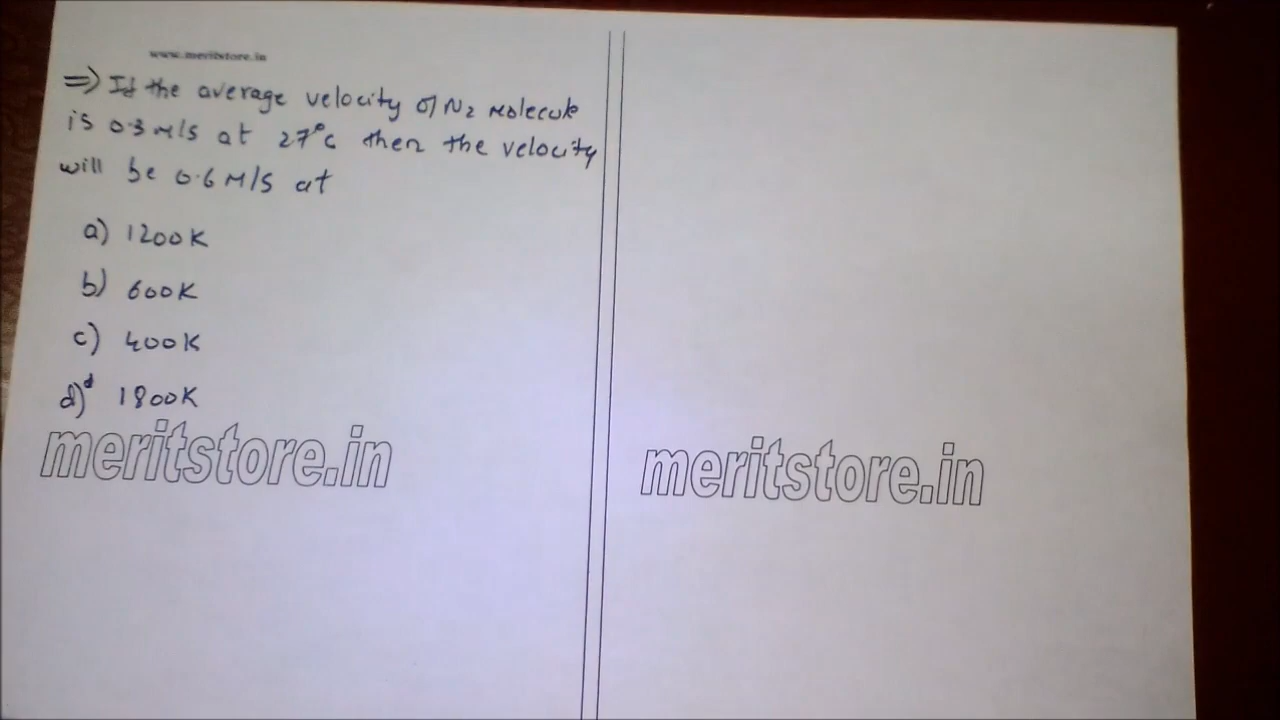 www.meritstore.in
⇒) If the average velocity of N2 molecule
is 0.3 M/S at 27°C then the velocity
will be 0.6 M/S at
a) 1200K
b) 600K
c) 400K
d) 1800K
meritstore.in
meritstore.in